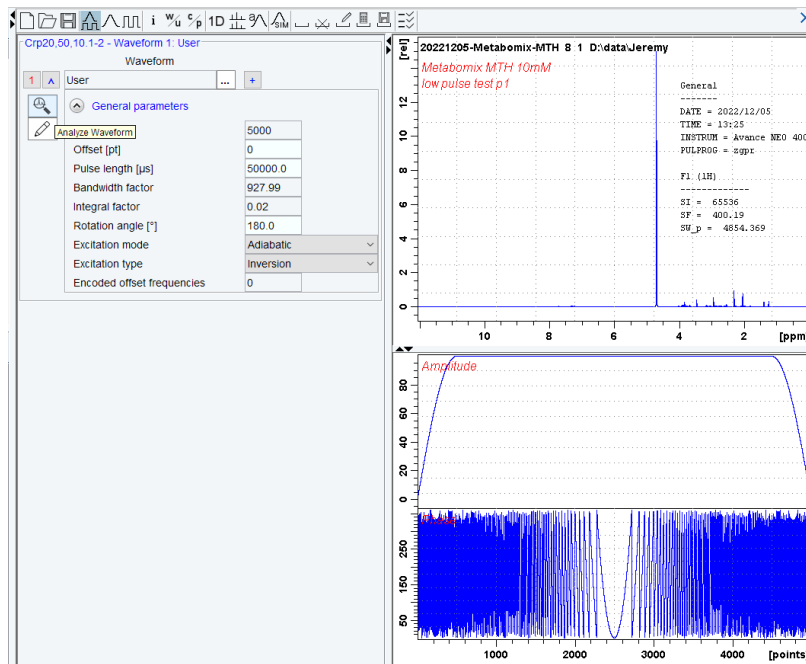 i W/u c/p 1D SIM
Crp20,50,10.1-2 - Waveform 1: User
Waveform
1 User ... +
General parameters
Analyze Waveform 5000
Offset [pt] 0
Pulse length [µs] 50000.0
Bandwidth factor 927.99
Integral factor 0.02
Rotation angle [°] 180.0
Excitation mode Adiabatic
Excitation type Inversion
Encoded offset frequencies 0
[rel]
20221205-Metabomix-MTH 8 1 D:\data\Jeremy
Metabomix MTH 10mM
low pulse test p1
General
-------
DATE = 2022/12/05
TIME = 13:25
INSTRUM = Avance NEO 400
PULPROG = zgpr
F1 (1H)
-------------
SI = 65536
SF = 400.19
SW_p = 4854.369
12
10
8
6
4
2
0
10 8 6 4 2 [ppm]
Amplitude
80
60
40
20
0
250
150
50
1000 2000 3000 4000 [points]